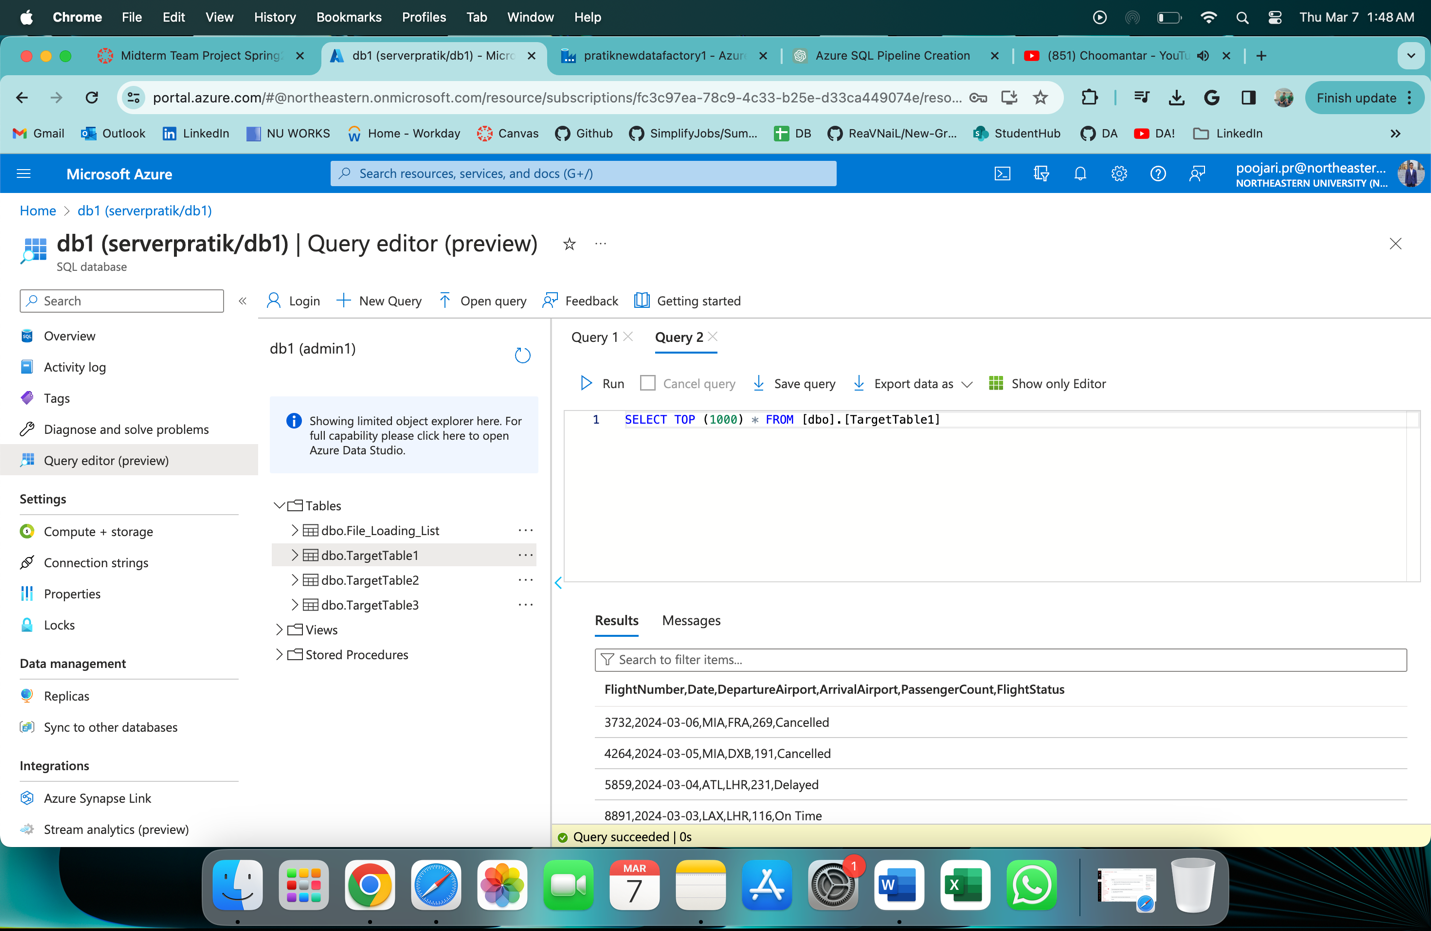 Chrome File Edit View History Bookmarks Profiles Tab Window Help Thu Mar 7 1:48 AM
Midterm Team Project Spring db1 (serverpratik/db1) - Micro pratiknewdatafactory1 - Azur Azure SQL Pipeline Creation (851) Choomantar - YouTu
portal.azure.com/#@northeastern.onmicrosoft.com/resource/subscriptions/fc3c97ea-78c9-4c33-b25e-d33ca449074e/reso... Finish update
Gmail Outlook LinkedIn NU WORKS Home - Workday Canvas Github SimplifyJobs/Sum... DB ReaVNaiL/New-Gr... StudentHub DA DA! LinkedIn
Microsoft Azure Search resources, services, and docs (G+/) poojari.pr@northeaster...
NORTHEASTERN UNIVERSITY (N...
Home > db1 (serverpratik/db1)
db1 (serverpratik/db1) | Query editor (preview)
SQL database
Search
Login New Query Open query Feedback Getting started
Overview
Activity log
Tags
Diagnose and solve problems
Query editor (preview)
Settings
Compute + storage
Connection strings
Properties
Locks
Data management
Replicas
Sync to other databases
Integrations
Azure Synapse Link
Stream analytics (preview)
db1 (admin1)
Showing limited object explorer here. For
full capability please click here to open
Azure Data Studio.
Tables
dbo.File_Loading_List
dbo.TargetTable1
dbo.TargetTable2
dbo.TargetTable3
Views
Stored Procedures
Query 1 Query 2
Run Cancel query Save query Export data as Show only Editor
1 SELECT TOP (1000) * FROM [dbo].[TargetTable1]
Results Messages
Search to filter items...
FlightNumber,Date,DepartureAirport,ArrivalAirport,PassengerCount,FlightStatus
3732,2024-03-06,MIA,FRA,269,Cancelled
4264,2024-03-05,MIA,DXB,191,Cancelled
5859,2024-03-04,ATL,LHR,231,Delayed
8891,2024-03-03,LAX,LHR,116,On Time
Query succeeded | 0s
MAR
7
1
W
X